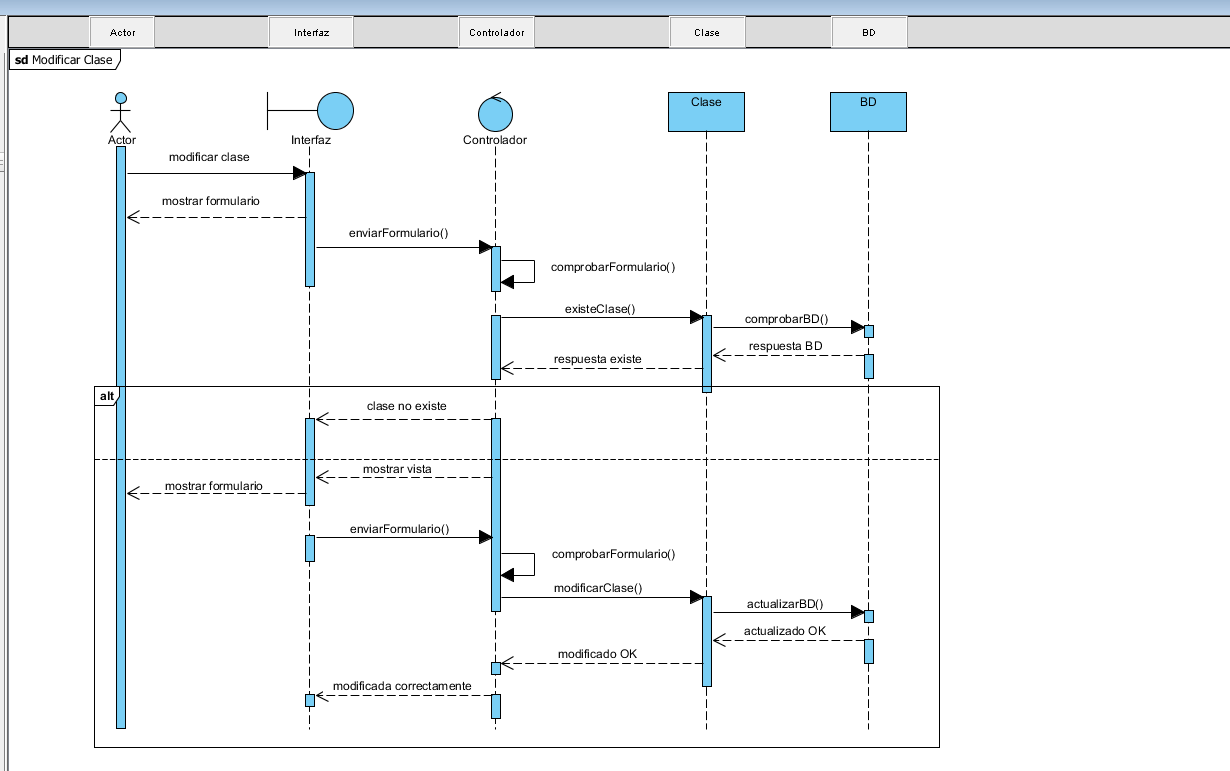 Actor Interfaz Controlador Clase BD
sd Modificar Clase
Clase BD
Actor Interfaz Controlador
modificar clase
mostrar formulario
enviarFormulario()
comprobarFormulario()
existeClase()
comprobarBD()
respuesta BD
respuesta existe
alt
clase no existe
mostrar vista
mostrar formulario
enviarFormulario()
comprobarFormulario()
modificarClase()
actualizarBD()
actualizado OK
modificado OK
modificada correctamente